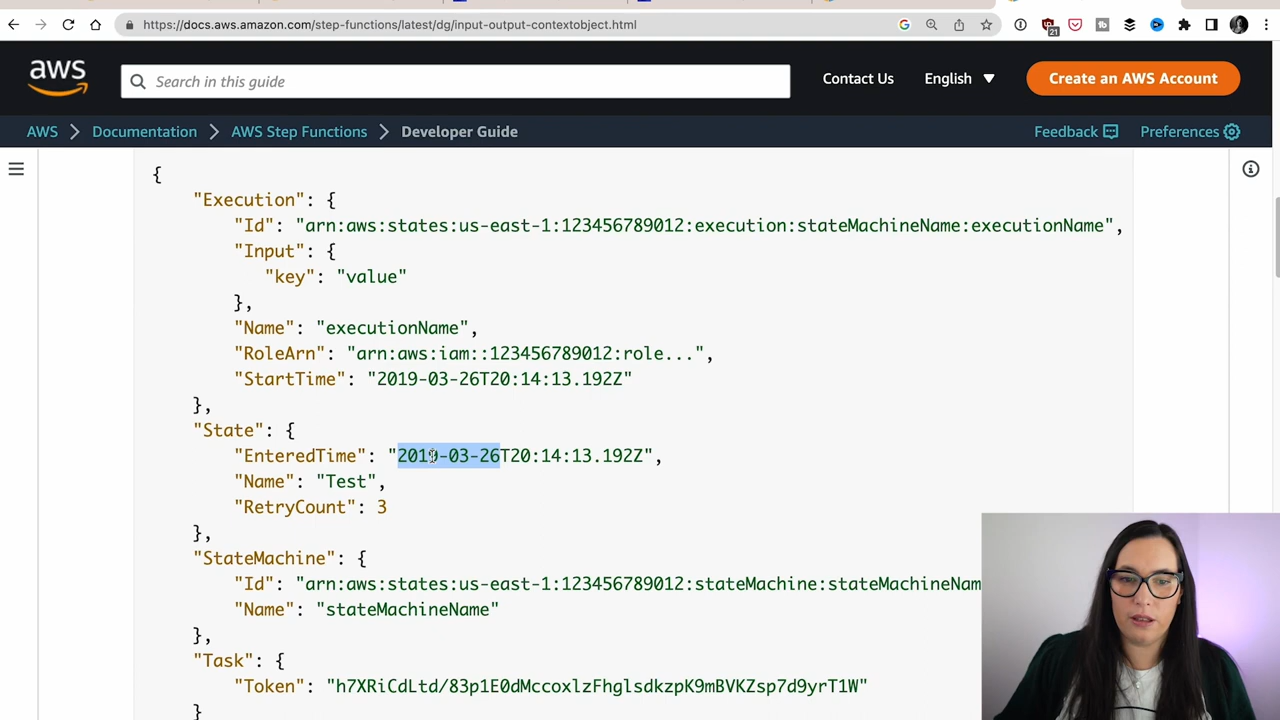 https://docs.aws.amazon.com/step-functions/latest/dg/input-output-contextobject.html
21
aws
Search in this guide
Contact Us
English
Create an AWS Account
AWS
Documentation
AWS Step Functions
Developer Guide
Feedback
Preferences
{
"Execution": {
"Id": "arn:aws:states:us-east-1:123456789012:execution:stateMachineName:executionName",
"Input": {
"key": "value"
},
"Name": "executionName",
"RoleArn": "arn:aws:iam::123456789012:role...",
"StartTime": "2019-03-26T20:14:13.192Z"
},
"State": {
"EnteredTime": "2019-03-26T20:14:13.192Z",
"Name": "Test",
"RetryCount": 3
},
"StateMachine": {
"Id": "arn:aws:states:us-east-1:123456789012:stateMachine:stateMachineNam
"Name": "stateMachineName"
},
"Task": {
"Token": "h7XRiCdLtd/83p1E0dMccoxlzFhglsdkzpK9mBVKZsp7d9yrT1W"
}